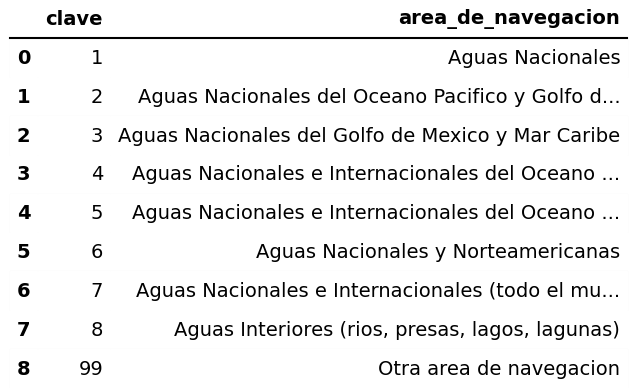 clave area_de_navegacion
0 1 Aguas Nacionales
1 2 Aguas Nacionales del Oceano Pacifico y Golfo d...
2 3 Aguas Nacionales del Golfo de Mexico y Mar Caribe
3 4 Aguas Nacionales e Internacionales del Oceano ...
4 5 Aguas Nacionales e Internacionales del Oceano ...
5 6 Aguas Nacionales y Norteamericanas
6 7 Aguas Nacionales e Internacionales (todo el mu...
7 8 Aguas Interiores (rios, presas, lagos, lagunas)
8 99 Otra area de navegacion